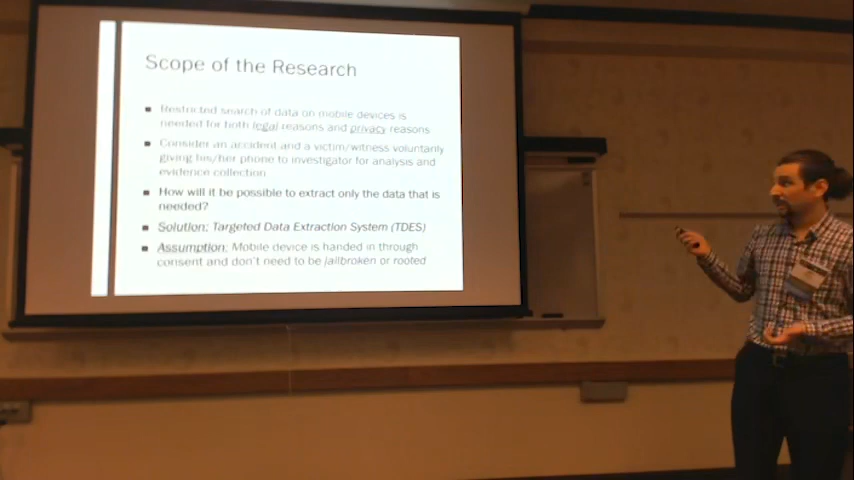 Scope of the Research
Restricted search of data on mobile devices is
needed for both legal reasons and privacy reasons
Consider an accident and a victim/witness voluntarily
giving his/her phone to investigator for analysis and
evidence collection
How will it be possible to extract only the data that is
needed?
Solution: Targeted Data Extraction System (TDES)
Assumption: Mobile device is handed in through
consent and don't need to be jailbroken or rooted